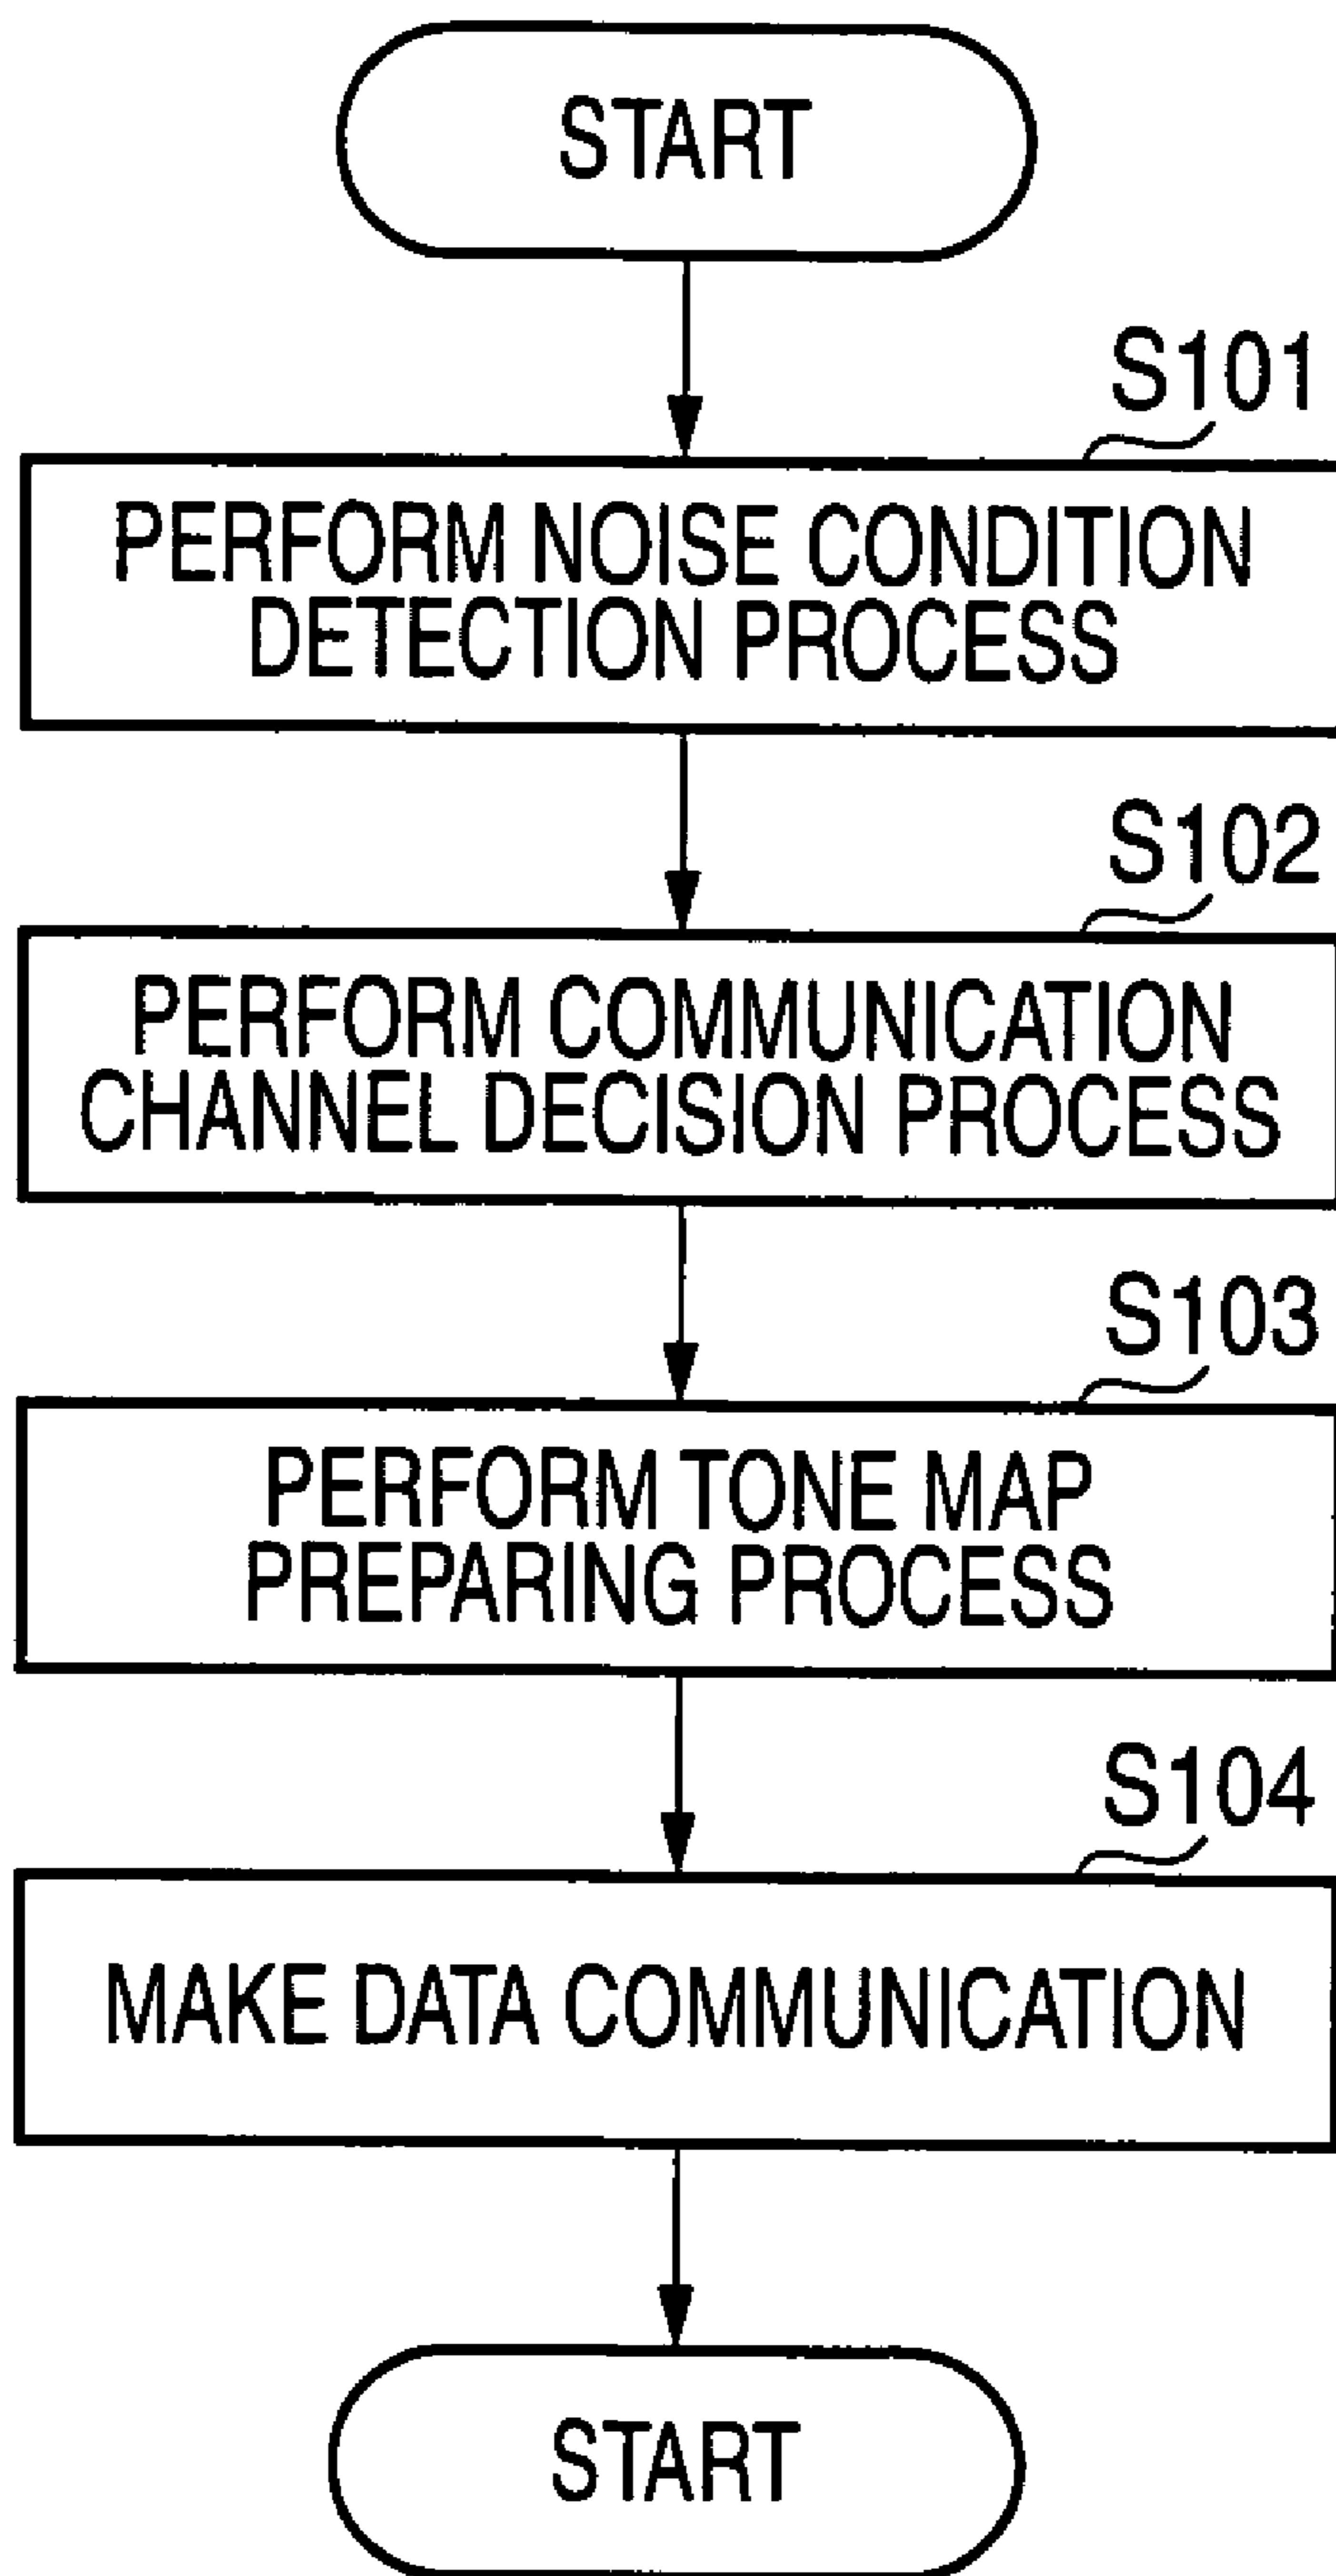 START
S101
PERFORM NOISE CONDITION
DETECTION PROCESS
S102
PERFORM COMMUNICATION
CHANNEL DECISION PROCESS
S103
PERFORM TONE MAP
PREPARING PROCESS
S104
MAKE DATA COMMUNICATION
START